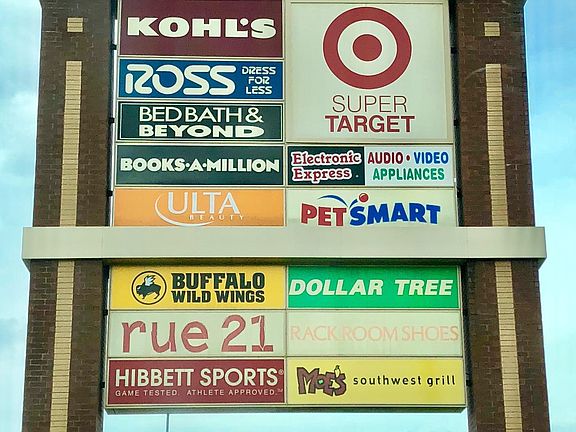 KOHL'S
ROSS DRESS FOR LESS
BED BATH &
BEYOND
BOOKS·A·MILLION
ULTA
BEAUTY
SUPER
TARGET
Electronic
Express
AUDIO • VIDEO
APPLIANCES
PETSMART
BUFFALO
WILD WINGS
DOLLAR TREE
rue 21
RACK ROOM SHOES
HIBBETT SPORTS®
GAME TESTED. ATHLETE APPROVED.™
MOE'S southwest grill